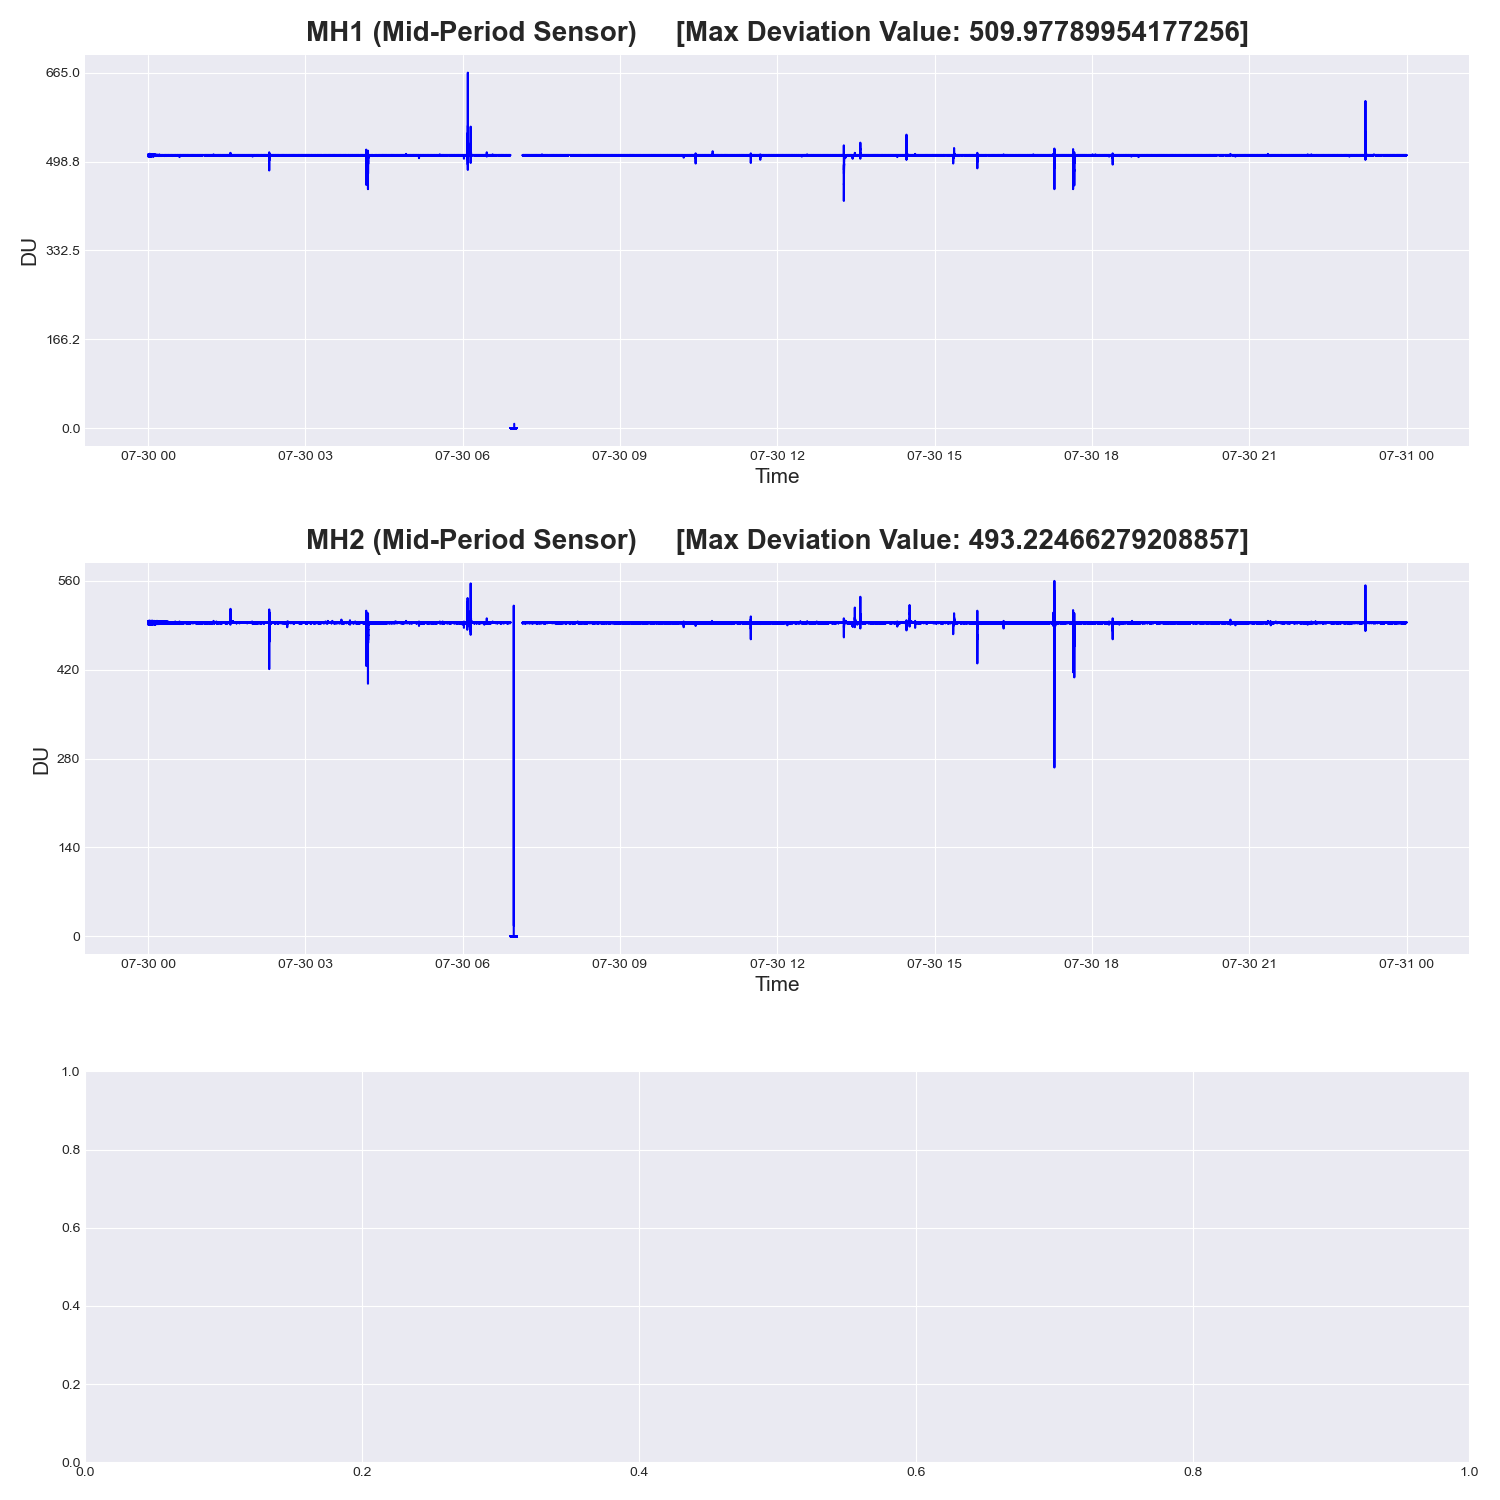 MH1 (Mid-Period Sensor) [Max Deviation Value: 509.97789954177256]
665.0
498.8
332.5
166.2
0.0
DU
07-30 00 07-30 03 07-30 06 07-30 09 07-30 12 07-30 15 07-30 18 07-30 21 07-31 00
Time
MH2 (Mid-Period Sensor) [Max Deviation Value: 493.22466279208857]
560
420
280
140
0
DU
07-30 00 07-30 03 07-30 06 07-30 09 07-30 12 07-30 15 07-30 18 07-30 21 07-31 00
Time
1.0
0.8
0.6
0.4
0.2
0.0
0.0 0.2 0.4 0.6 0.8 1.0